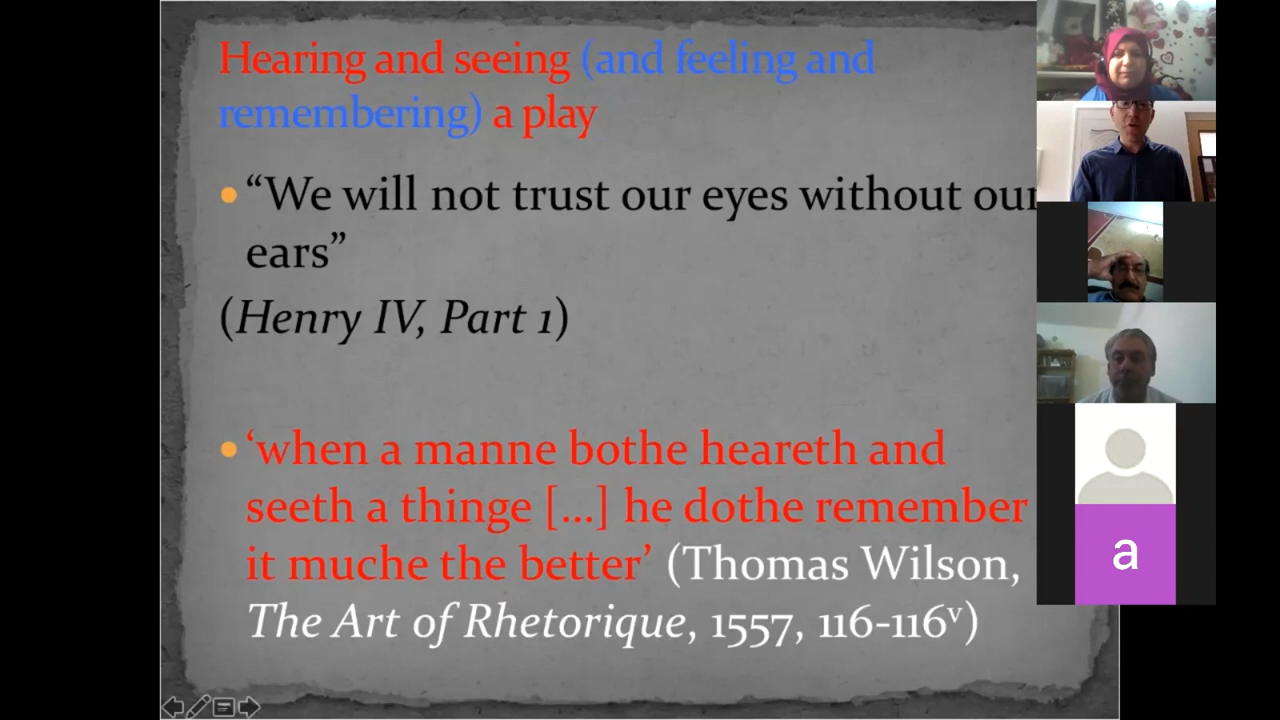 Hearing and seeing (and feeling and
remembering) a play
“We will not trust our eyes without our
ears”
(Henry IV, Part 1)
‘when a manne bothe heareth and
seeth a thinge [...] he dothe remember
it muche the better’ (Thomas Wilson,
The Art of Rhetorique, 1557, 116-116v)
a